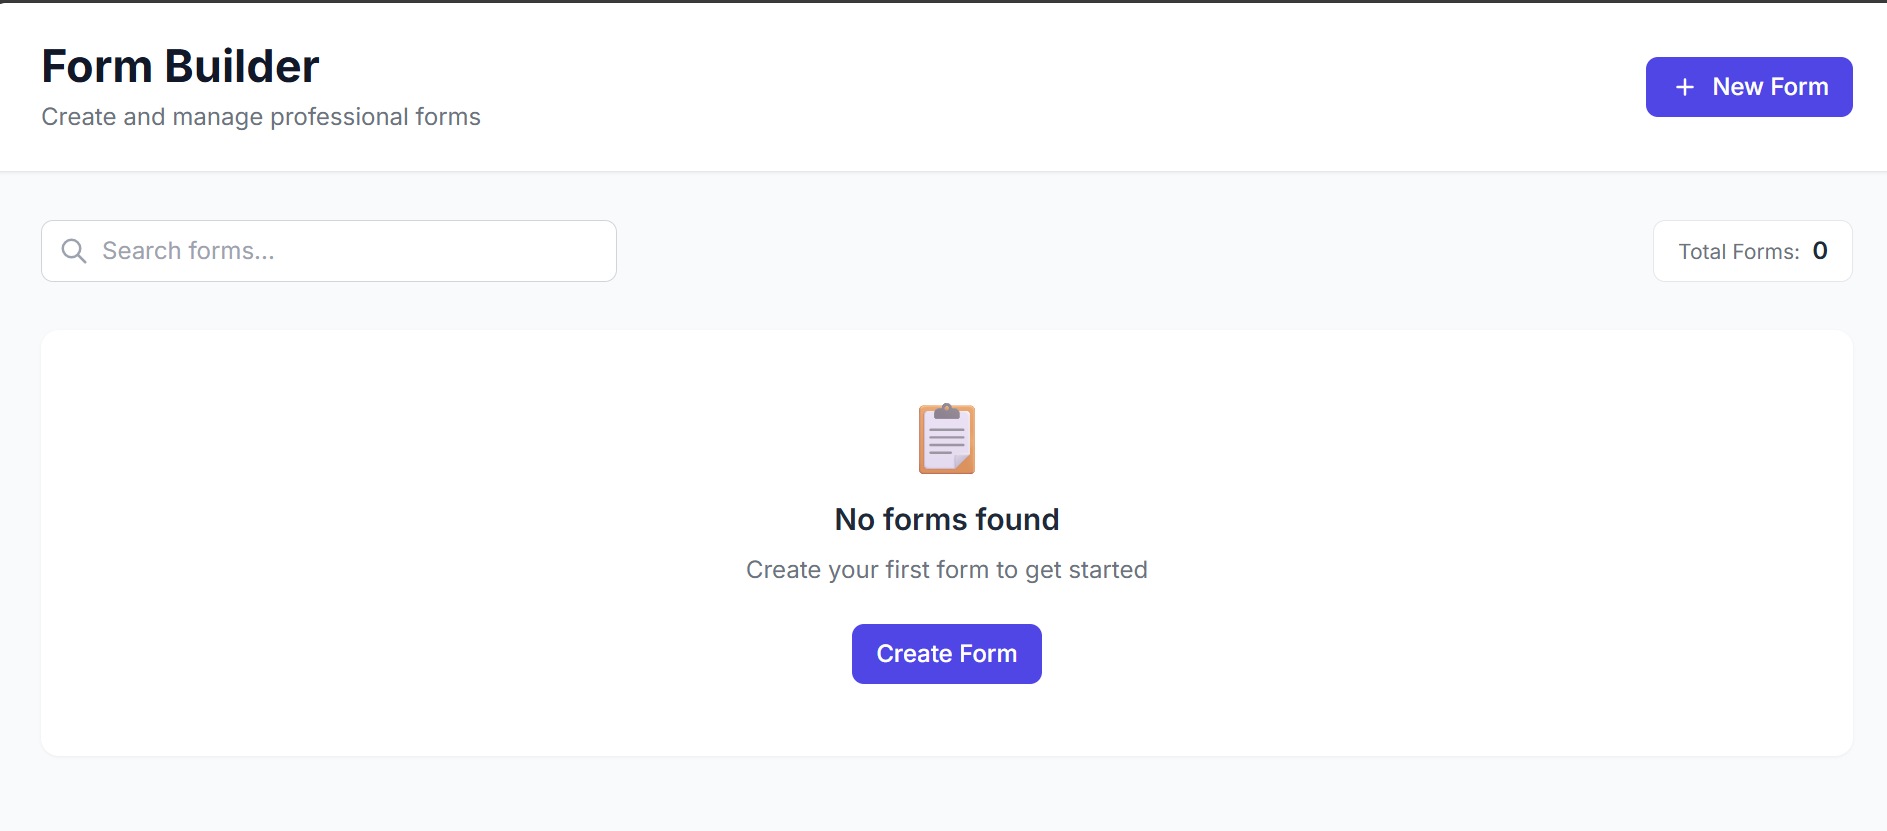 Form Builder
Create and manage professional forms
+ New Form
Search forms...
Total Forms: 0
No forms found
Create your first form to get started
Create Form